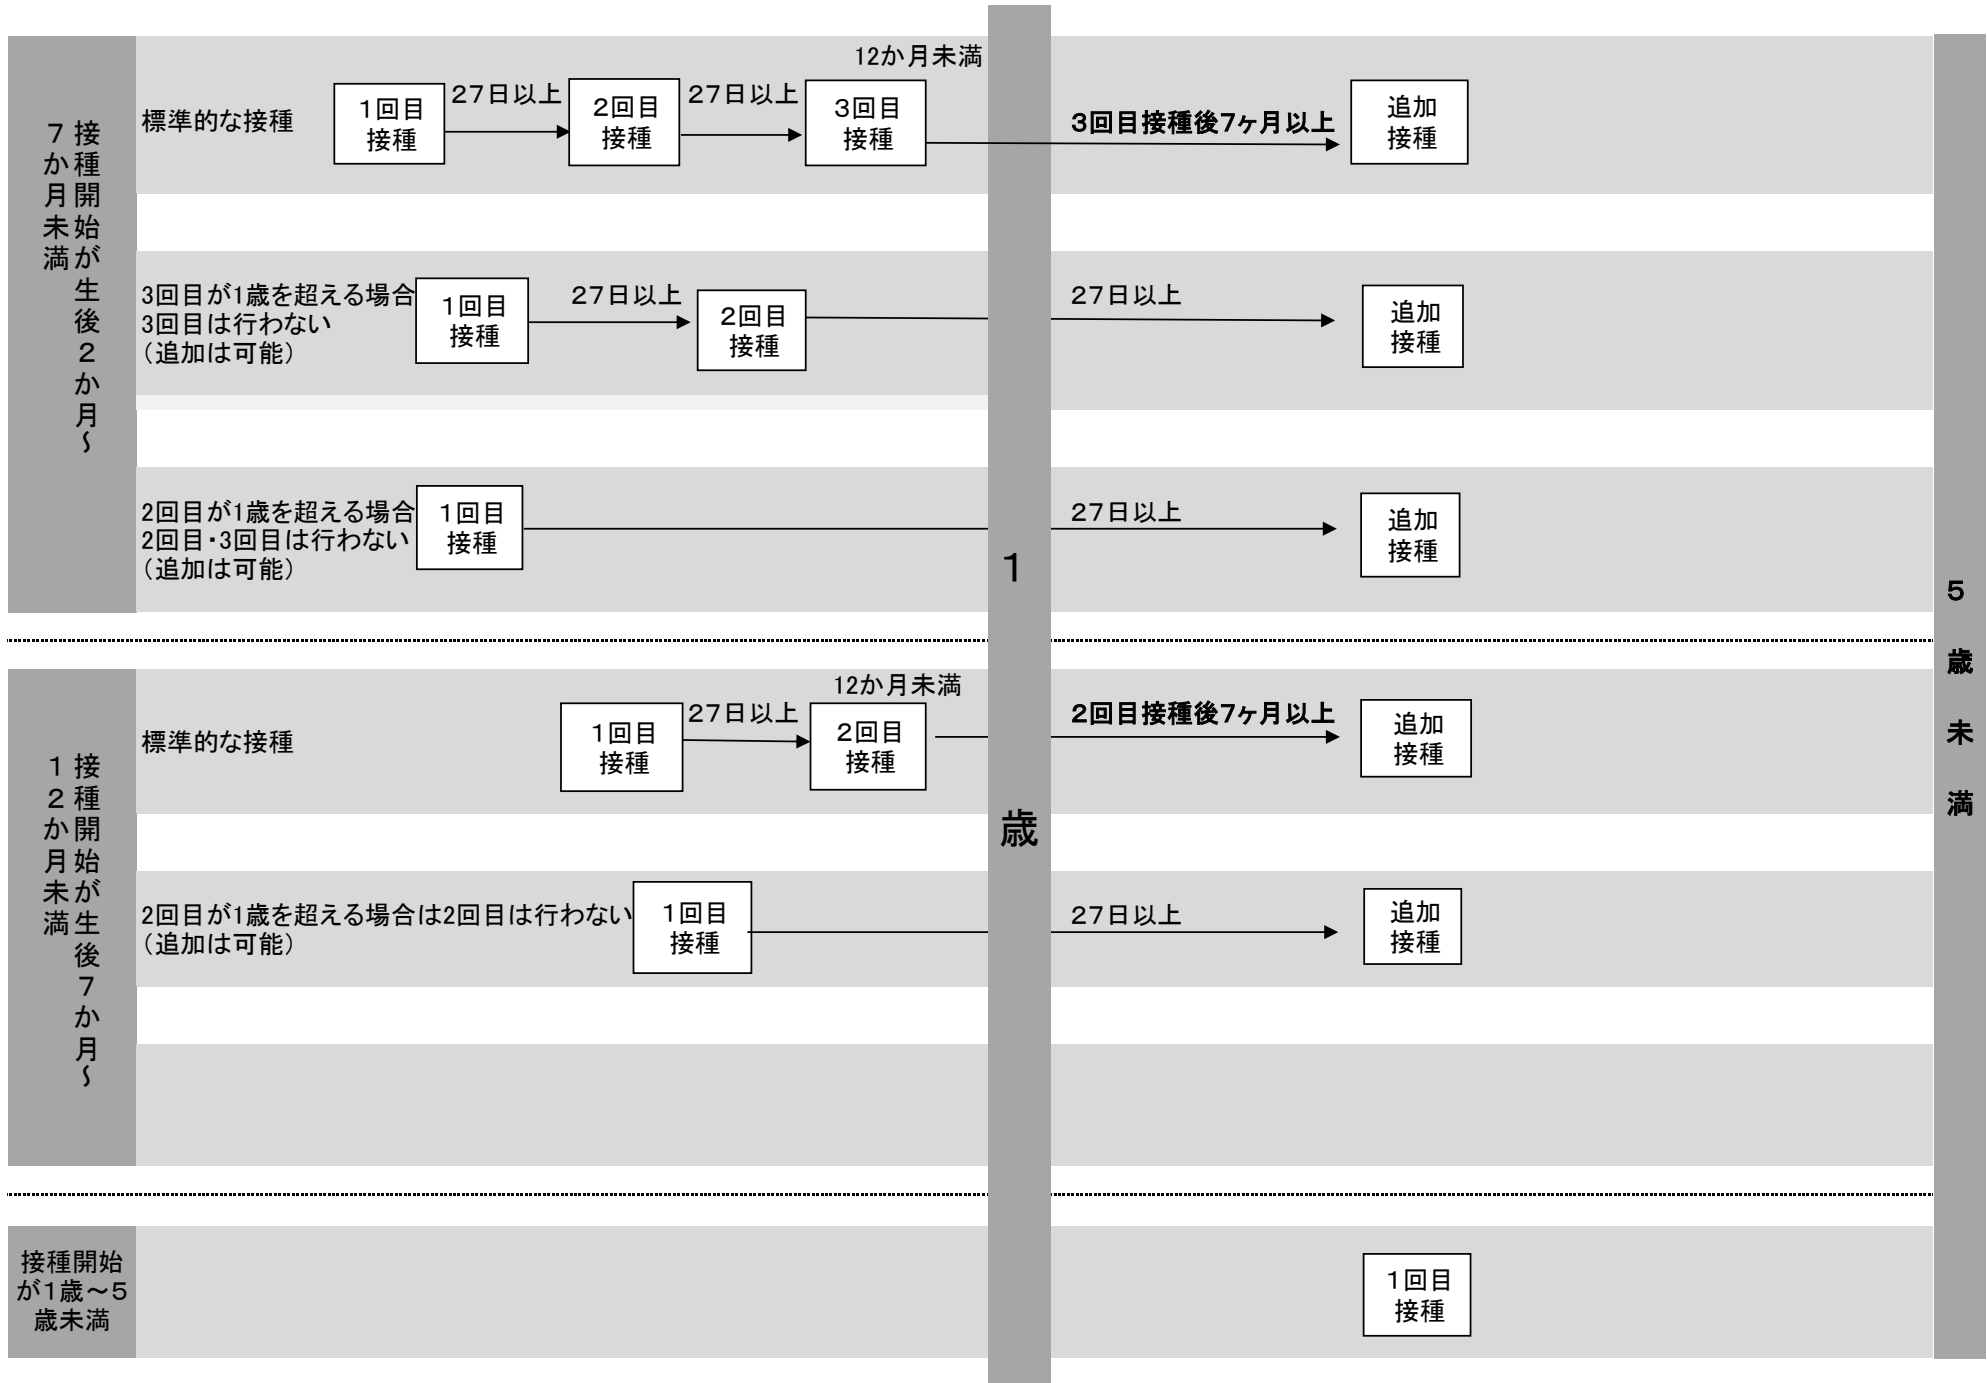 接種開始が生後２か月～
７か月未満
12か月未満
標準的な接種
1回目
接種
27日以上
2回目
接種
27日以上
3回目
接種
3回目接種後7ヶ月以上
追加
接種
3回目が1歳を超える場合
3回目は行わない
（追加は可能）
1回目
接種
27日以上
2回目
接種
27日以上
追加
接種
2回目が1歳を超える場合
2回目・3回目は行わない
（追加は可能）
1回目
接種
27日以上
追加
接種
1歳
5歳未満
接種開始が生後７か月～
１２か月未満
12か月未満
標準的な接種
1回目
接種
27日以上
2回目
接種
2回目接種後7ヶ月以上
追加
接種
2回目が1歳を超える場合は2回目は行わない
（追加は可能）
1回目
接種
27日以上
追加
接種
接種開始
が１歳～５
歳未満
1回目
接種